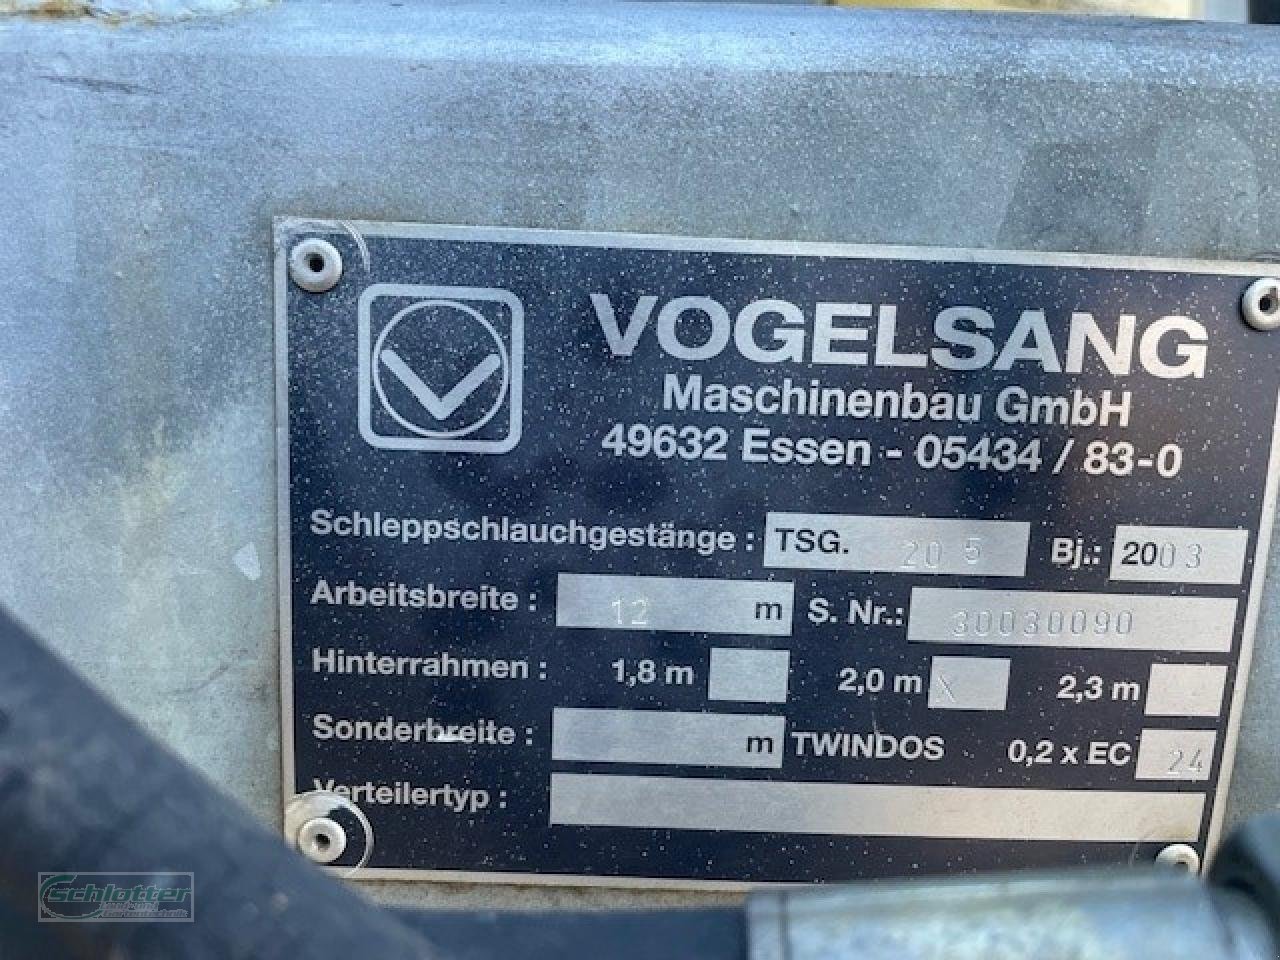 VOGELSANG
Maschinenbau GmbH
49632 Essen - 05434 / 83-0
Schleppschlauchgestänge : TSG. 20 5 Bj.: 2003
Arbeitsbreite : 12 m S. Nr.: 30030090
Hinterrahmen : 1,8 m 2,0 m X 2,3 m
Sonderbreite : m TWINDOS 0,2 x EC 24
Verteilertyp :
Schlotter
Gartentechnik